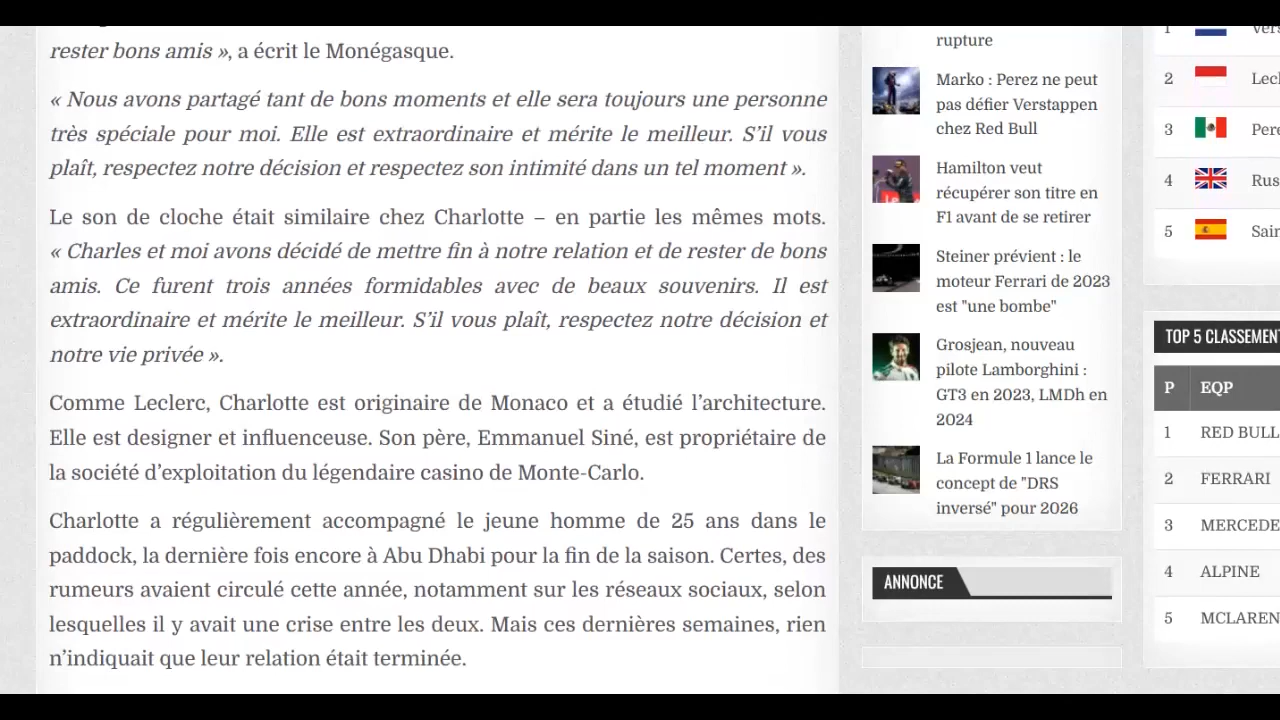 rester bons amis », a écrit le Monégasque.
« Nous avons partagé tant de bons moments et elle sera toujours une personne
très spéciale pour moi. Elle est extraordinaire et mérite le meilleur. S’il vous
plaît, respectez notre décision et respectez son intimité dans un tel moment ».
Le son de cloche était similaire chez Charlotte – en partie les mêmes mots.
« Charles et moi avons décidé de mettre fin à notre relation et de rester de bons
amis. Ce furent trois années formidables avec de beaux souvenirs. Il est
extraordinaire et mérite le meilleur. S’il vous plaît, respectez notre décision et
notre vie privée ».
Comme Leclerc, Charlotte est originaire de Monaco et a étudié l’architecture.
Elle est designer et influenceuse. Son père, Emmanuel Siné, est propriétaire de
la société d’exploitation du légendaire casino de Monte-Carlo.
Charlotte a régulièrement accompagné le jeune homme de 25 ans dans le
paddock, la dernière fois encore à Abu Dhabi pour la fin de la saison. Certes, des
rumeurs avaient circulé cette année, notamment sur les réseaux sociaux, selon
lesquelles il y avait une crise entre les deux. Mais ces dernières semaines, rien
n’indiquait que leur relation était terminée.
rupture
Marko : Perez ne peut
pas défier Verstappen
chez Red Bull
Hamilton veut
récupérer son titre en
F1 avant de se retirer
Steiner prévient : le
moteur Ferrari de 2023
est "une bombe"
Grosjean, nouveau
pilote Lamborghini :
GT3 en 2023, LMDh en
2024
La Formule 1 lance le
concept de "DRS
inversé" pour 2026
ANNONCE
1 Vers
2 Lecl
3 Pere
4 Rus
5 Sain
TOP 5 CLASSEMENT
P EQP
1 RED BULL
2 FERRARI
3 MERCEDE
4 ALPINE
5 MCLAREN